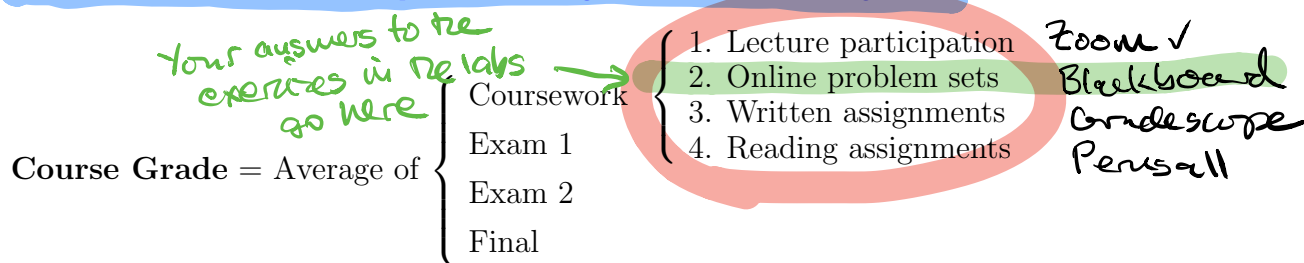 Your answers to the
exercises in the labs
go here
1. Lecture participation Zoom ✓
2. Online problem sets Blackboard
3. Written assignments Gradescope
4. Reading assignments Perusall
Course Grade = Average of
Coursework
Exam 1
Exam 2
Final